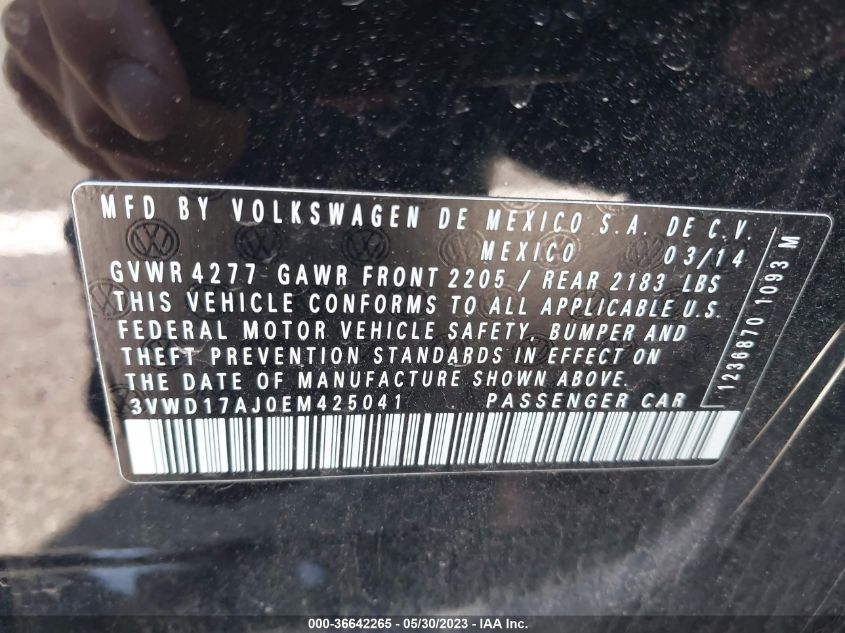 MFD BY VOLKSWAGEN DE MEXICO S.A. DE C.V.
MEXICO 03/14
GVWR 4277 GAWR FRONT 2205 / REAR 2183 LBS
THIS VEHICLE CONFORMS TO ALL APPLICABLE U.S.
FEDERAL MOTOR VEHICLE SAFETY, BUMPER AND
THEFT PREVENTION STANDARDS IN EFFECT ON
THE DATE OF MANUFACTURE SHOWN ABOVE.
3VWD17AJ0EM425041 PASSENGER CAR
1236870 1093 M
000-36642265 - 05/30/2023 - IAA Inc.